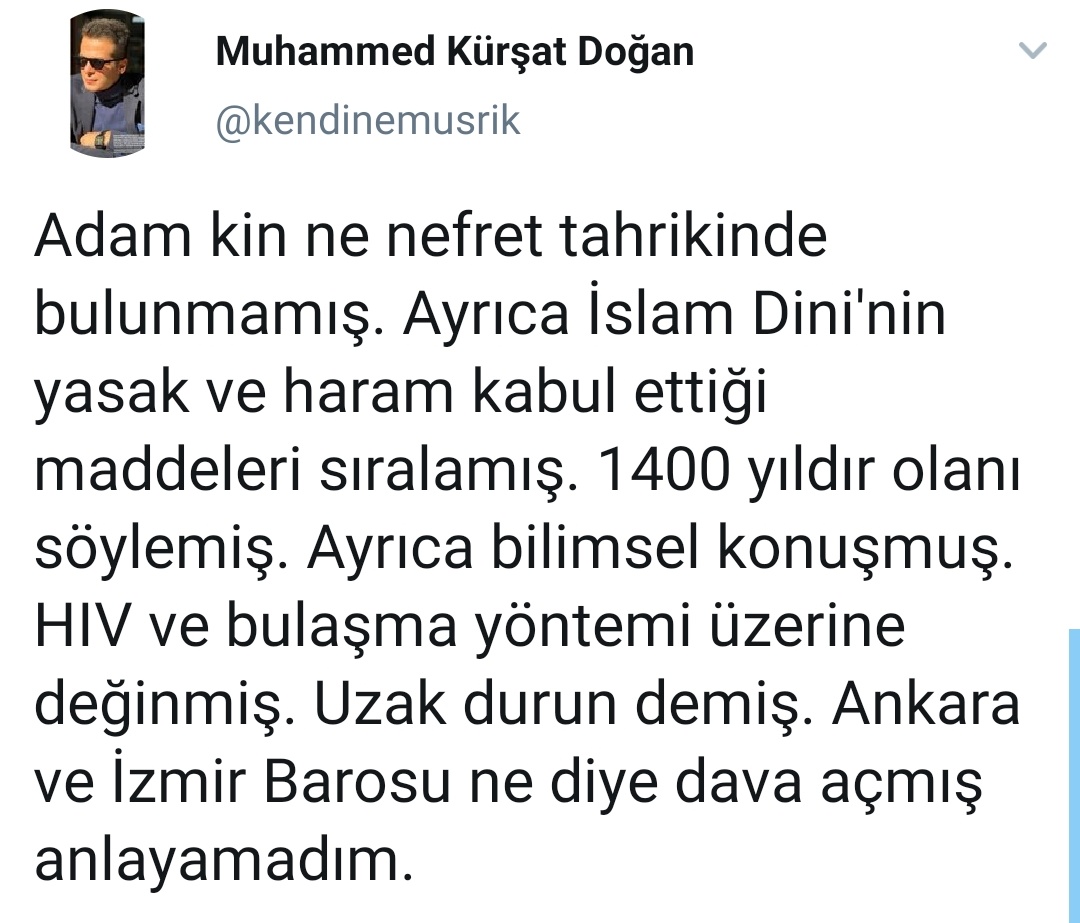 Muhammed Kürşat Doğan
@kendinemusrik
Adam kin ne nefret tahrikinde
bulunmamış. Ayrıca İslam Dini'nin
yasak ve haram kabul ettiği
maddeleri sıralamış. 1400 yıldır olanı
söylemiş. Ayrıca bilimsel konuşmuş.
HIV ve bulaşma yöntemi üzerine
değinmiş. Uzak durun demiş. Ankara
ve İzmir Barosu ne diye dava açmış
anlayamadım.